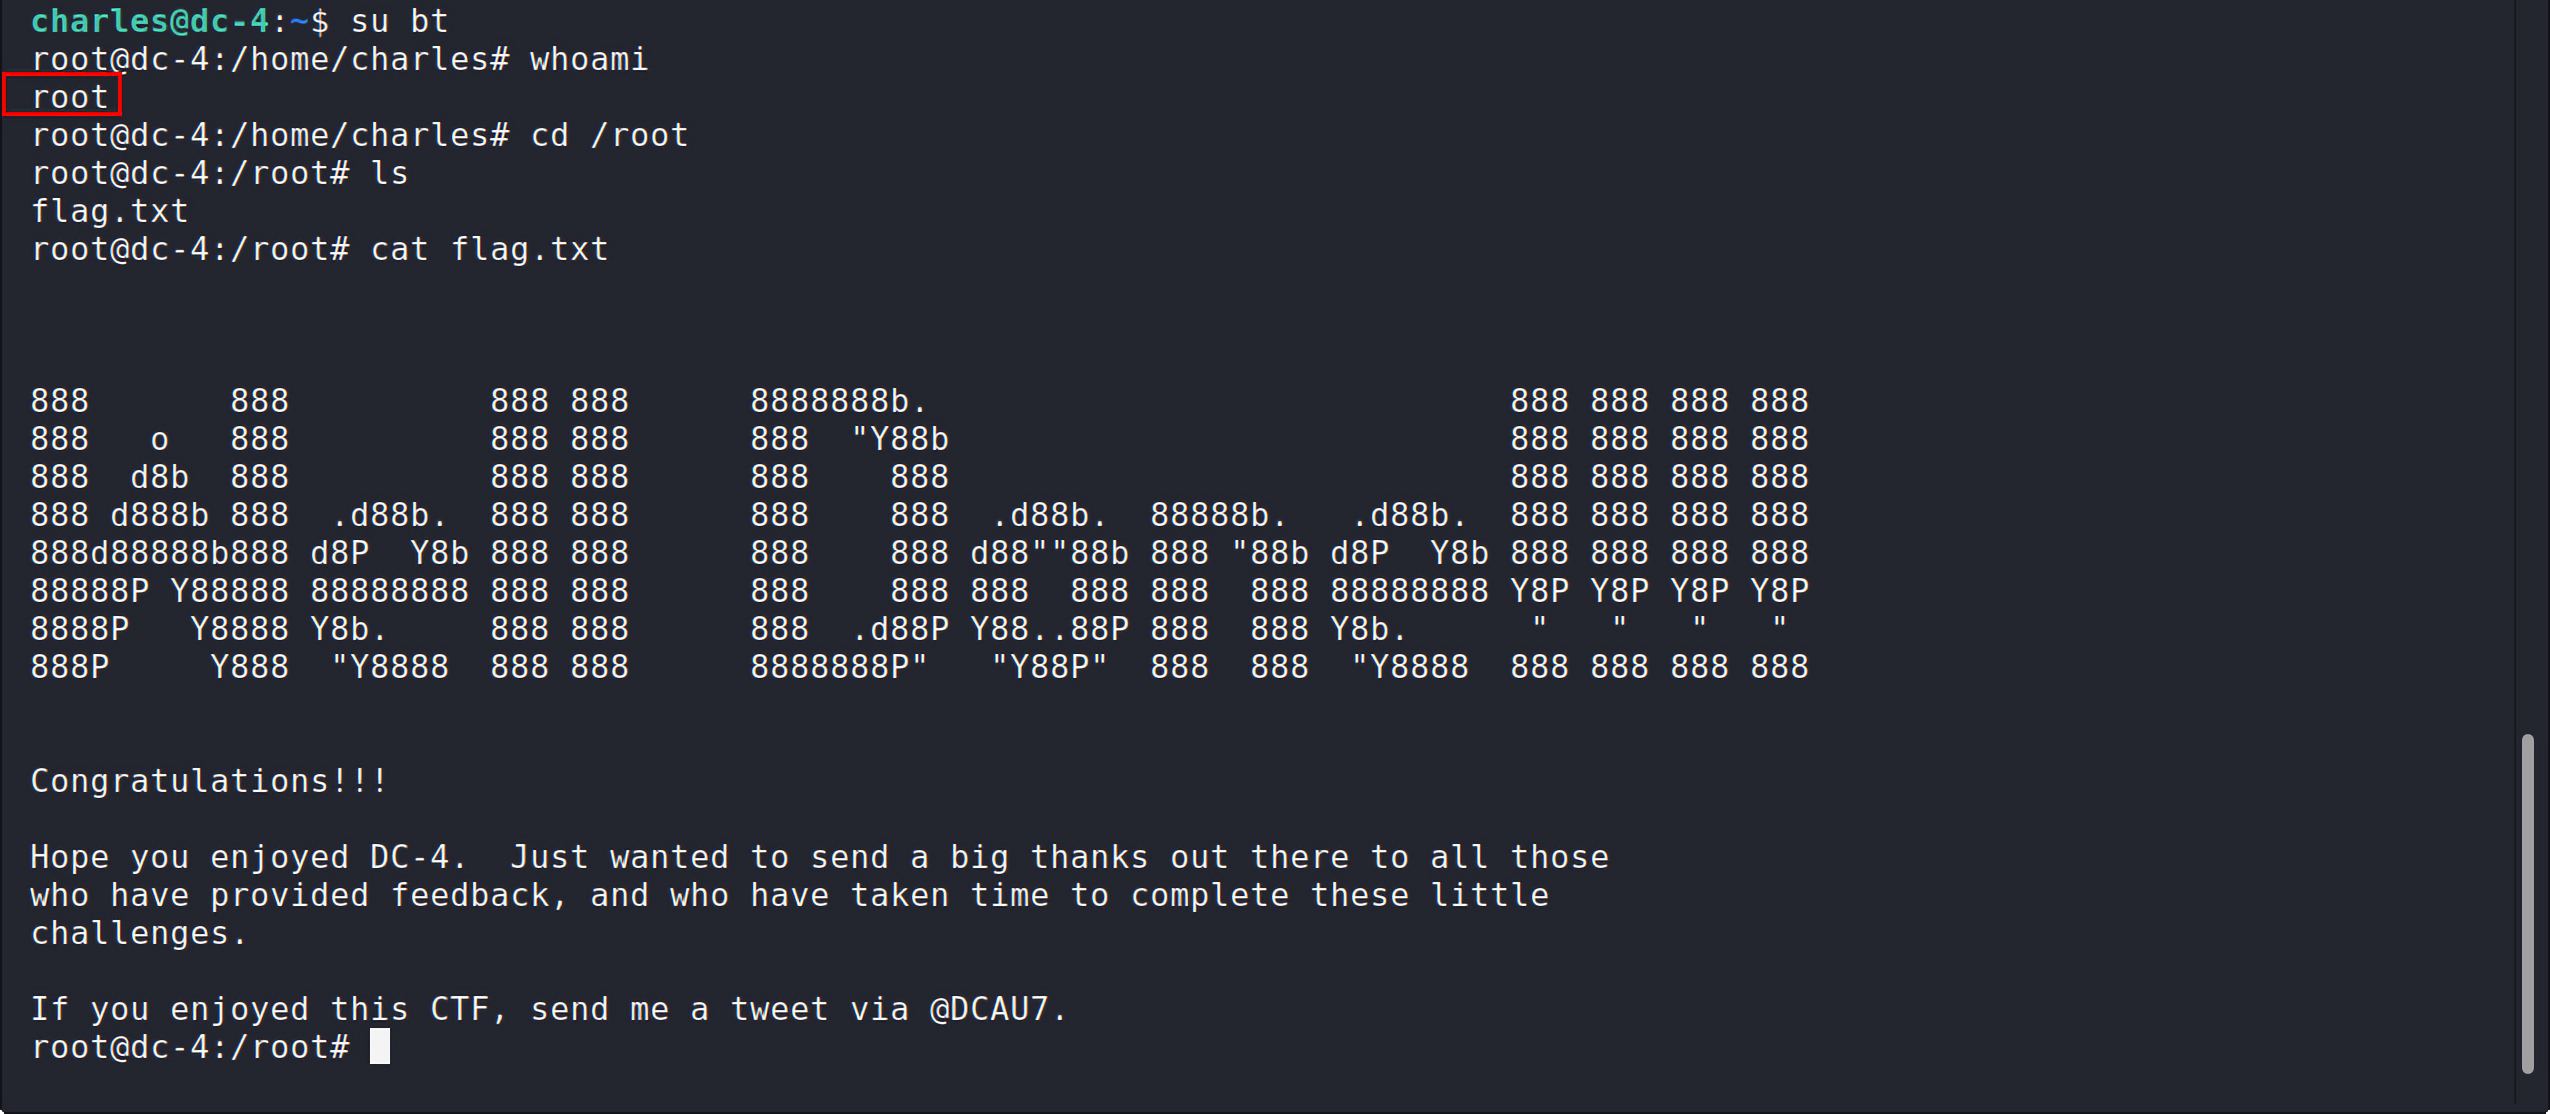 charles@dc-4:~$ su bt
root@dc-4:/home/charles# whoami
root
root@dc-4:/home/charles# cd /root
root@dc-4:/root# ls
flag.txt
root@dc-4:/root# cat flag.txt
888       888          888 888      8888888b.                             888 888 888 888
888   o   888          888 888      888  "Y88b                            888 888 888 888
888  d8b  888          888 888      888    888                            888 888 888 888
888 d888b 888  .d88b.  888 888      888    888  .d88b.  88888b.   .d88b.  888 888 888 888
888d88888b888 d8P  Y8b 888 888      888    888 d88""88b 888 "88b d8P  Y8b 888 888 888 888
88888P Y88888 88888888 888 888      888    888 888  888 888  888 88888888 Y8P Y8P Y8P Y8P
8888P   Y8888 Y8b.     888 888      888  .d88P Y88..88P 888  888 Y8b.      "   "   "   "
888P     Y888  "Y8888  888 888      8888888P"   "Y88P"  888  888  "Y8888  888 888 888 888
Congratulations!!!
Hope you enjoyed DC-4.  Just wanted to send a big thanks out there to all those
who have provided feedback, and who have taken time to complete these little
challenges.
If you enjoyed this CTF, send me a tweet via @DCAU7.
root@dc-4:/root#